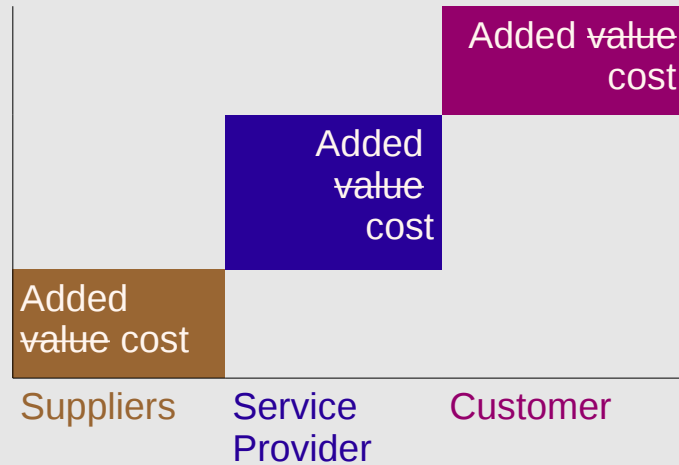 Added value
cost
Added
value
cost
Added
value cost
Suppliers
Service
Provider
Customer